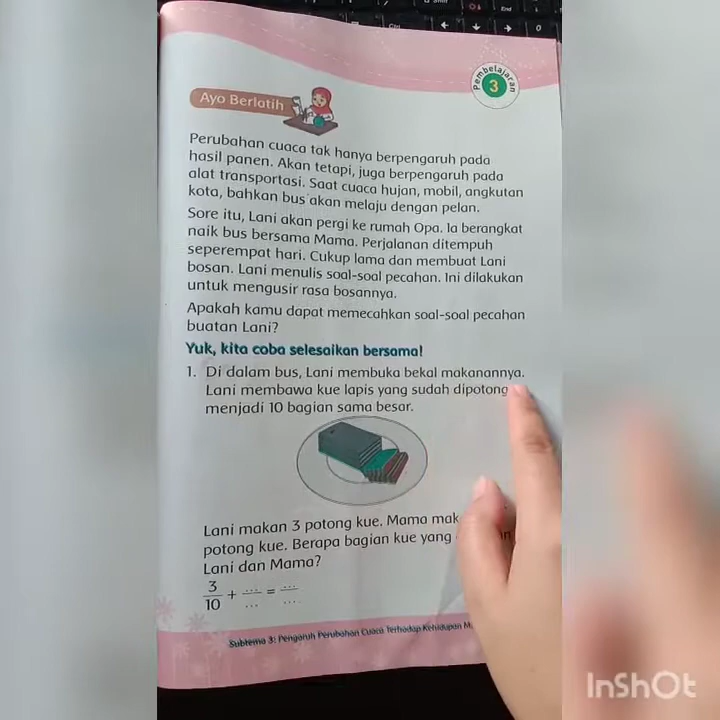 Pembelajaran
3
Ayo Berlatih
Perubahan cuaca tak hanya berpengaruh pada
hasil panen. Akan tetapi, juga berpengaruh pada
alat transportasi. Saat cuaca hujan, mobil, angkutan
kota, bahkan bus akan melaju dengan pelan.
Sore itu, Lani akan pergi ke rumah Opa. Ia berangkat
naik bus bersama Mama. Perjalanan ditempuh
seperempat hari. Cukup lama dan membuat Lani
bosan. Lani menulis soal-soal pecahan. Ini dilakukan
untuk mengusir rasa bosannya.
Apakah kamu dapat memecahkan soal-soal pecahan
buatan Lani?
Yuk, kita coba selesaikan bersama!
1. Di dalam bus, Lani membuka bekal makanannya.
Lani membawa kue lapis yang sudah dipotong
menjadi 10 bagian sama besar.
Lani makan 3 potong kue. Mama mak
potong kue. Berapa bagian kue yang
Lani dan Mama?
3/10 + .../... = .../...
Subtema 3: Pengaruh Perubahan Cuaca Terhadap Kehidupan M
End
Ctrl
0
InShOt